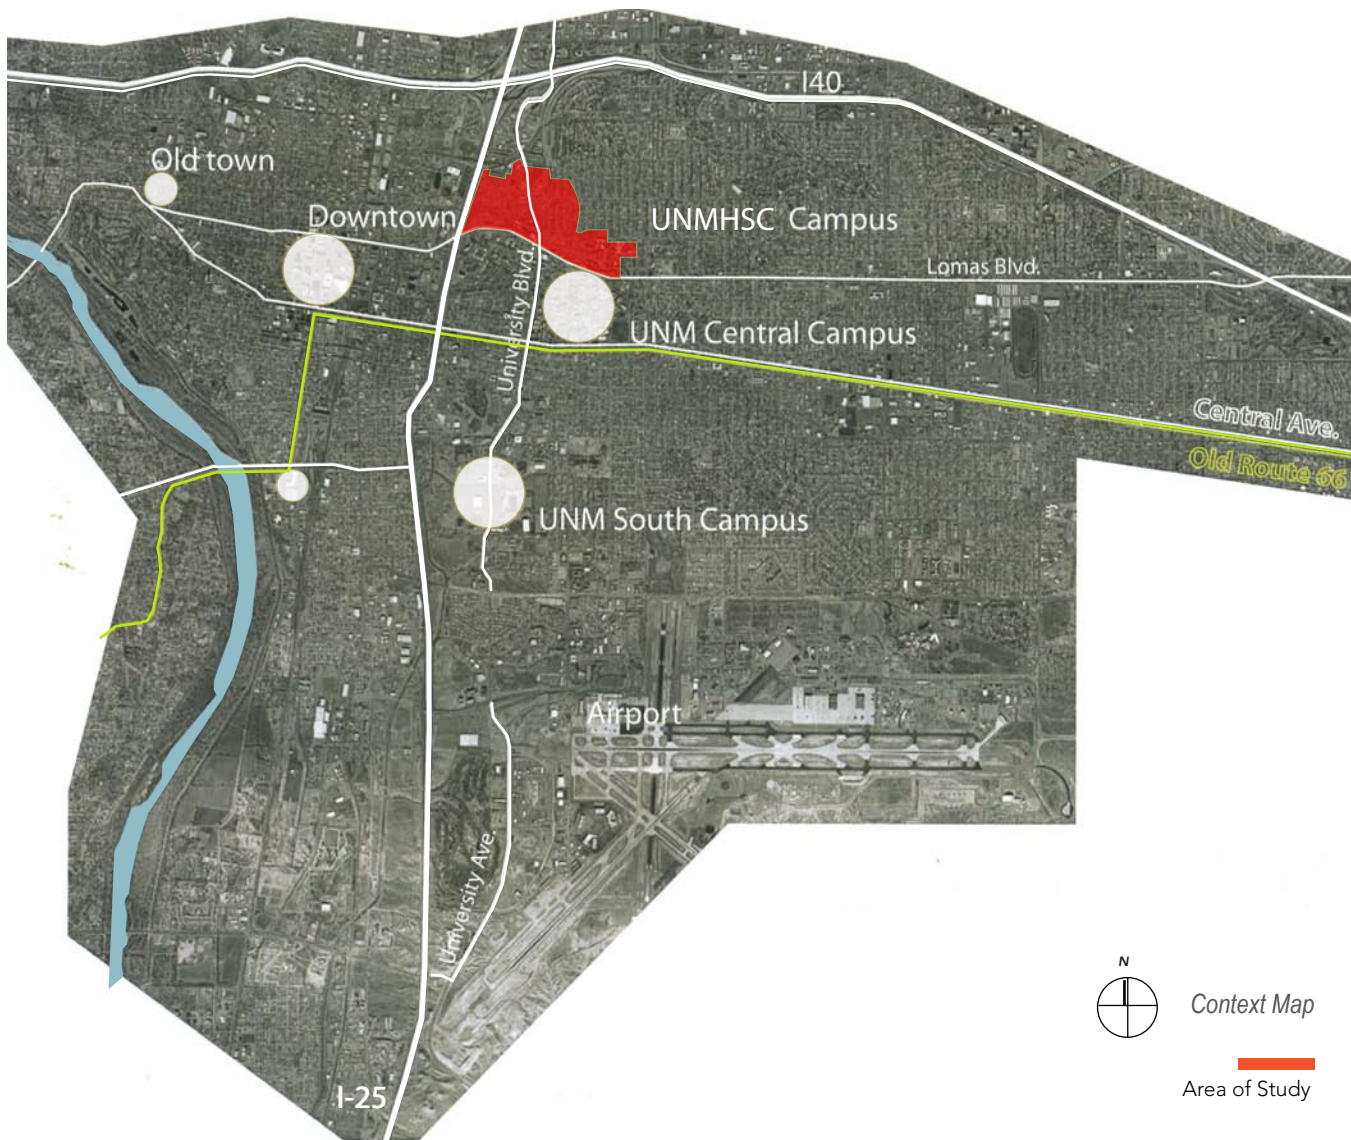 I40
Old town
Downtown
UNMHSC Campus
Lomas Blvd.
University Blvd.
UNM Central Campus
Central Ave.
Old Route 66
UNM South Campus
Airport
University Ave.
I-25
N
Context Map
Area of Study